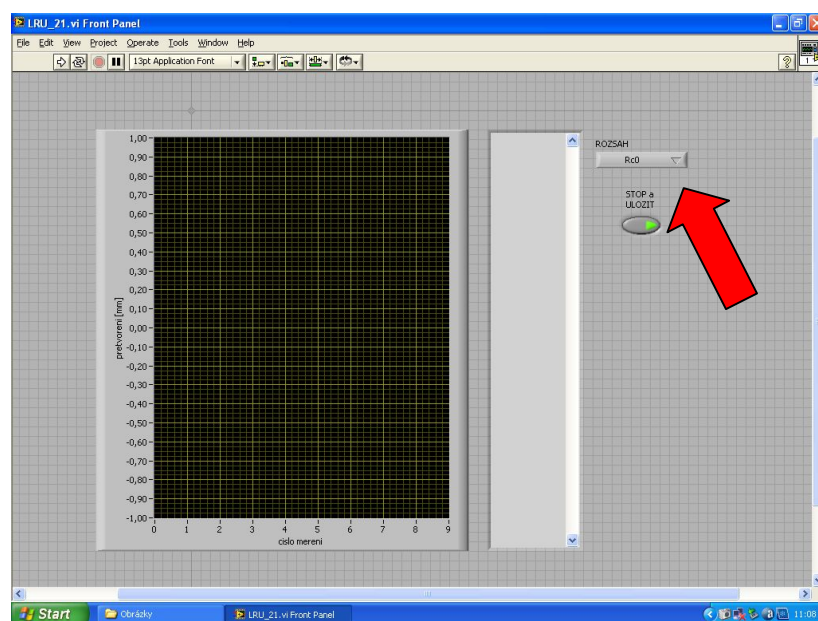 LRU_21.vi Front Panel
File Edit View Project Operate Tools Window Help
13pt Application Font
1
1,00
0,90
0,80
0,70
0,60
0,50
0,40
0,30
0,20
0,10
0,00
-0,10
-0,20
-0,30
-0,40
-0,50
-0,60
-0,70
-0,80
-0,90
-1,00
pretvoreni [mm]
0 1 2 3 4 5 6 7 8 9
cislo mereni
ROZSAH
Rc0
STOP a
ULOZIT
Start Obrázky LRU_21.vi Front Panel 11:08